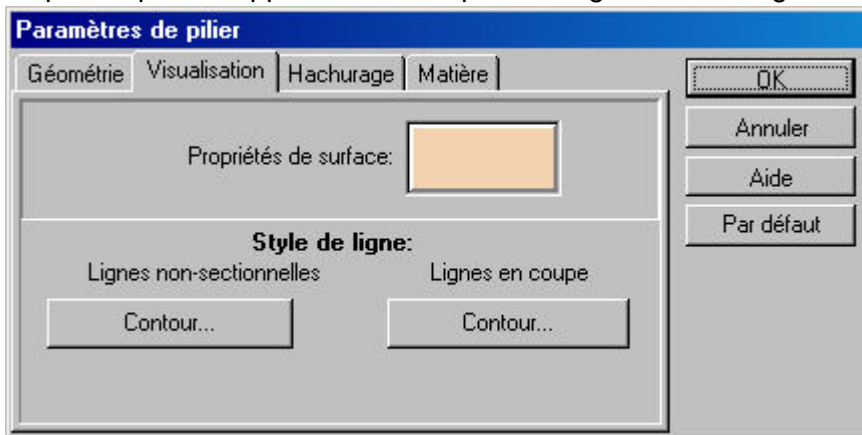 Paramètres de pilier
Géométrie Visualisation Hachurage Matière
OK
Annuler
Aide
Par défaut
Propriétés de surface:
Style de ligne:
Lignes non-sectionnelles Lignes en coupe
Contour... Contour...